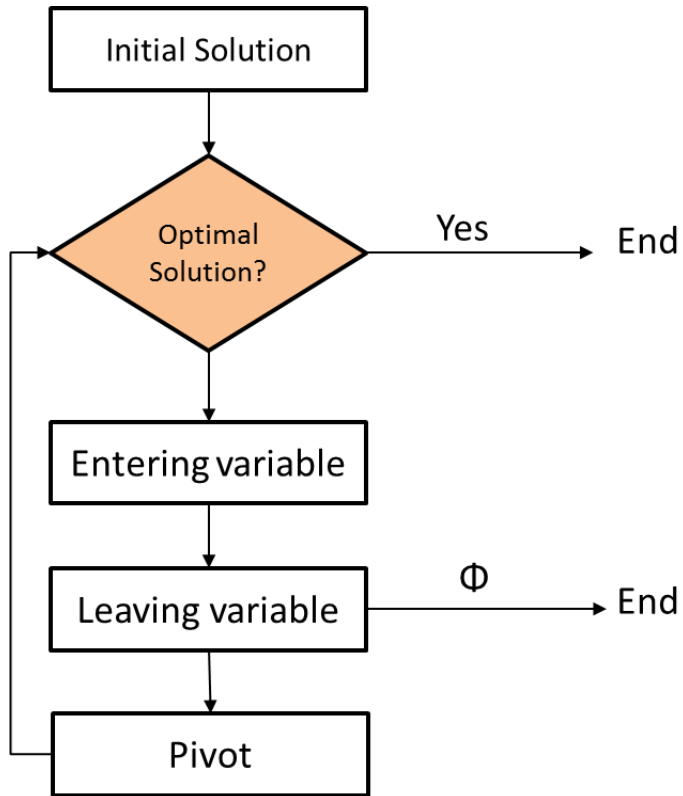 Initial Solution
Optimal
Solution?
Yes
End
Entering variable
Leaving variable
Φ
End
Pivot